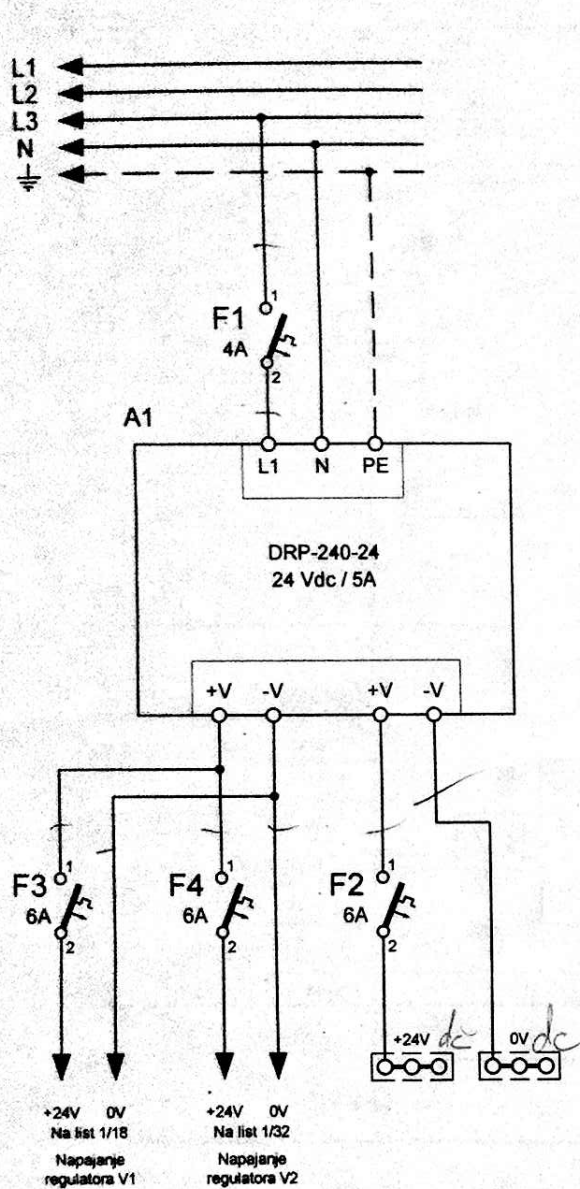 L1
L2
L3
N
F1
4A
1
2
A1
L1 N PE
DRP-240-24
24 Vdc / 5A
+V -V +V -V
F3
6A
1
2
F4
6A
1
2
F2
6A
1
2
+24V dc
0V dc
+24V 0V
Na list 1/18
Napajanje
regulatora V1
+24V 0V
Na list 1/32
Napajanje
regulatora V2